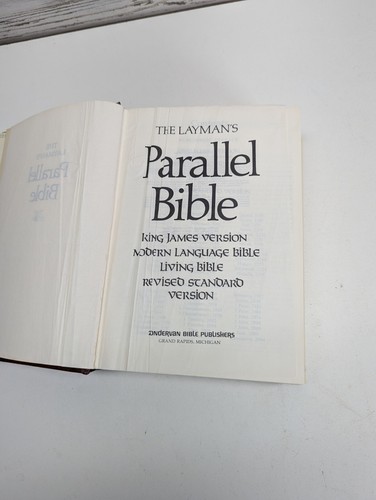 THE LAYMAN'S
Parallel
Bible
KING JAMES VERSION
MODERN LANGUAGE BIBLE
LIVING BIBLE
REVISED STANDARD
VERSION
ZONDERVAN BIBLE PUBLISHERS
GRAND RAPIDS, MICHIGAN